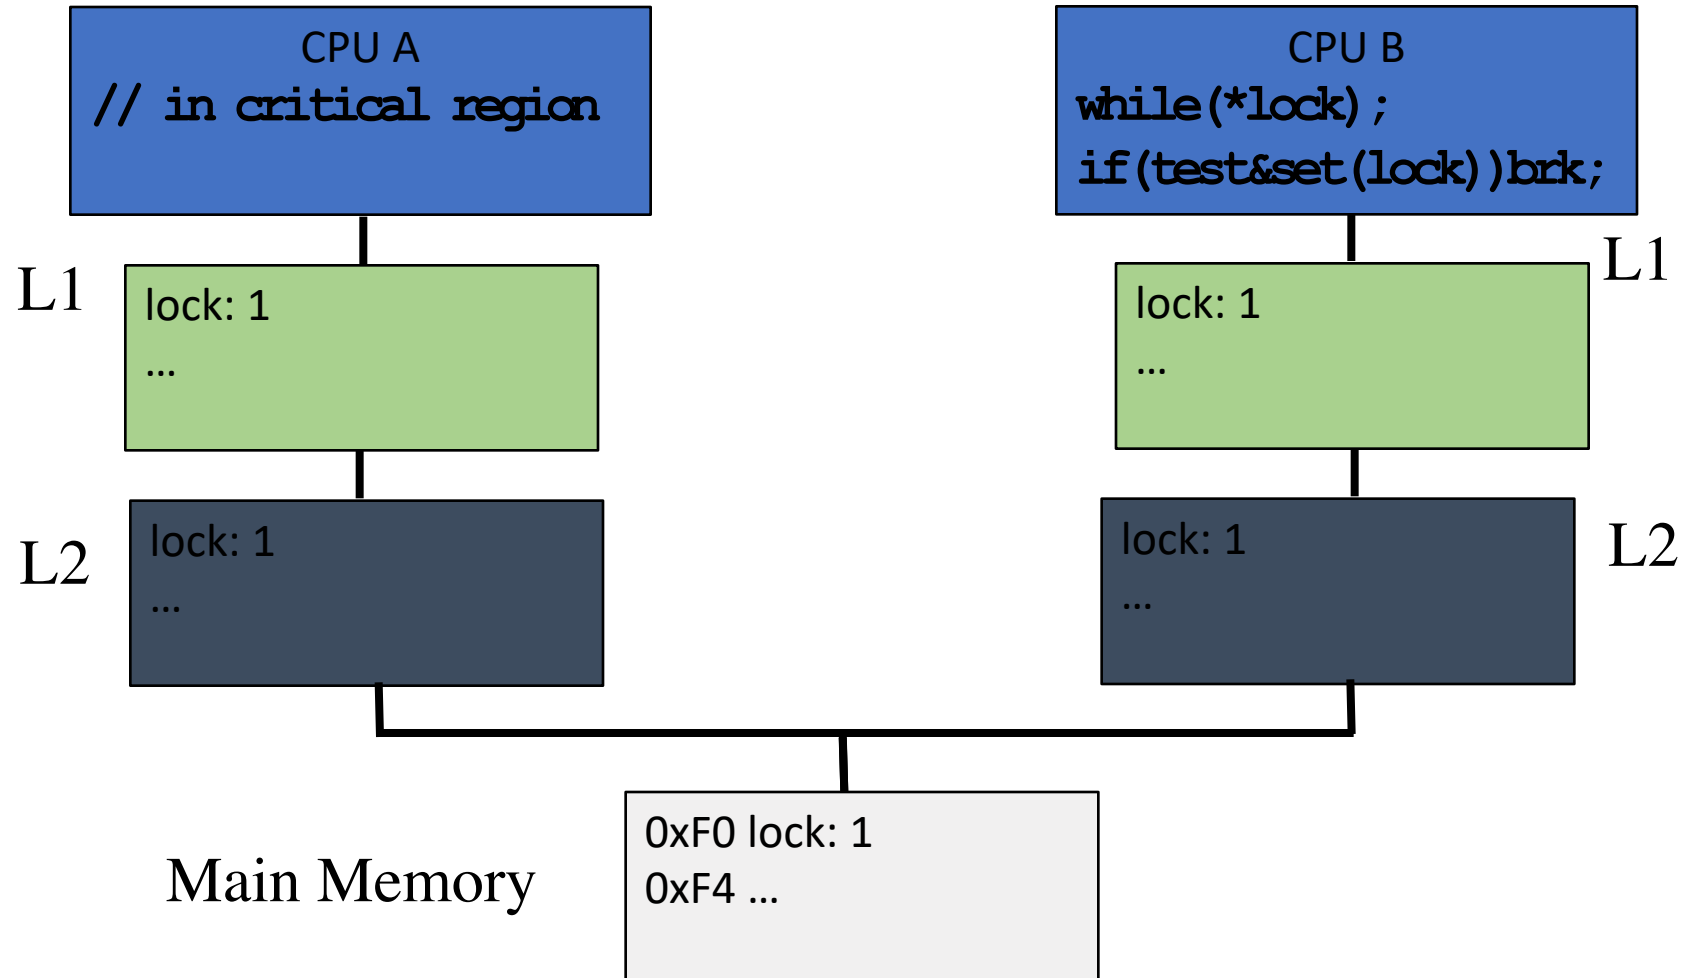 CPU A
// in critical region
CPU B
while(*lock);
if(test&set(lock))brk;
L1
lock: 1
…
L1
lock: 1
…
L2
lock: 1
…
L2
lock: 1
…
Main Memory
0xF0 lock: 1
0xF4 …